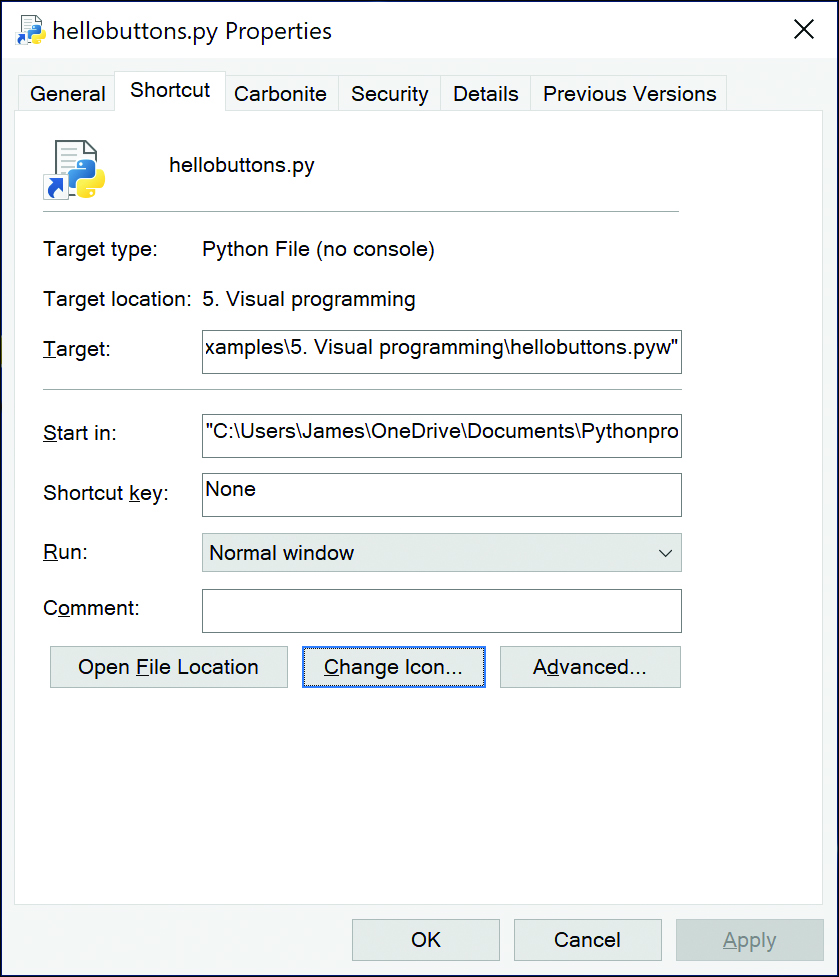 hellobuttons.py Properties
General Shortcut Carbonite Security Details Previous Versions
hellobuttons.py
Target type: Python File (no console)
Target location: 5. Visual programming
Target: xamples\5. Visual programming\hellobuttons.pyw"
Start in: "C:\Users\James\OneDrive\Documents\Pythonpro
Shortcut key: None
Run: Normal window
Comment:
Open File Location Change Icon... Advanced...
OK Cancel Apply